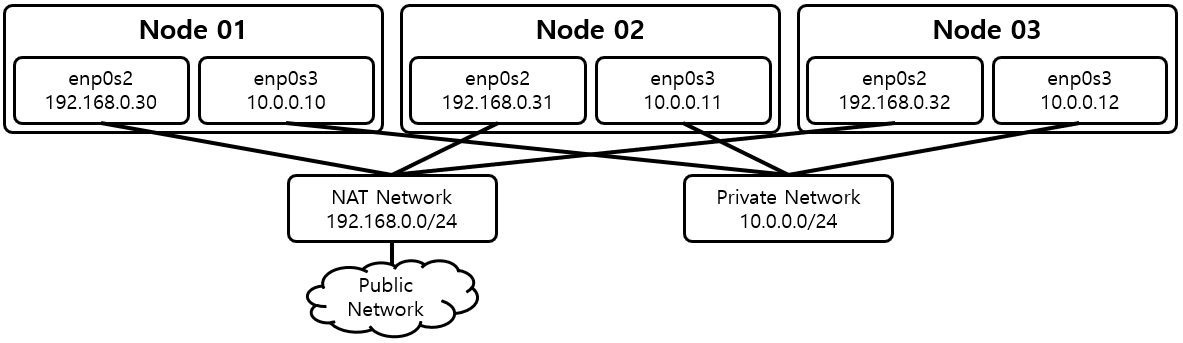 Node 01
enp0s2
192.168.0.30
enp0s3
10.0.0.10
Node 02
enp0s2
192.168.0.31
enp0s3
10.0.0.11
Node 03
enp0s2
192.168.0.32
enp0s3
10.0.0.12
NAT Network
192.168.0.0/24
Private Network
10.0.0.0/24
Public
Network